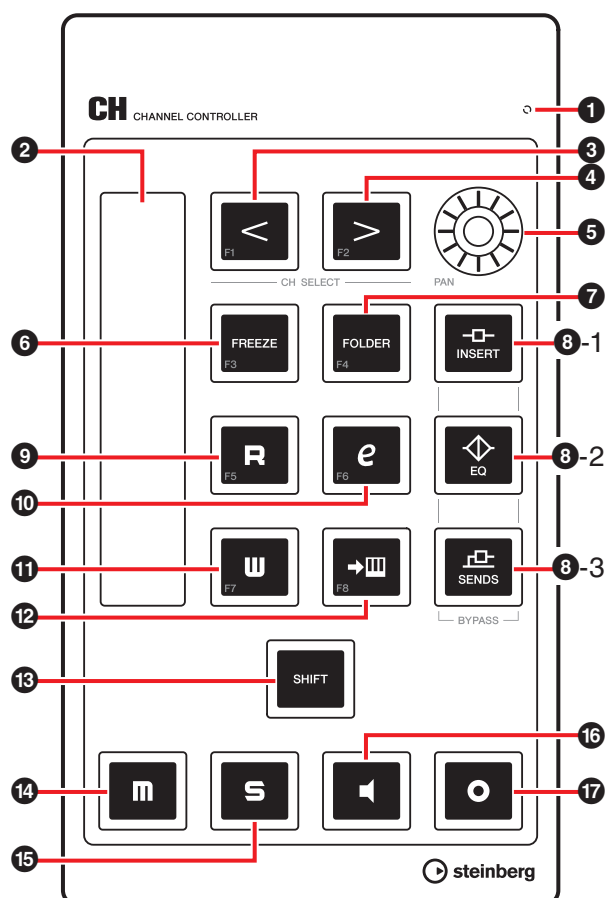 CH CHANNEL CONTROLLER
1
2
3
4
<
F1
>
F2
5
CH SELECT
PAN
6
FREEZE
F3
7
FOLDER
F4
INSERT
8-1
9
R
F5
e
F6
10
EQ
8-2
11
W
F7
F8
12
SENDS
8-3
BYPASS
13
SHIFT
14
m
S
15
16
17
steinberg